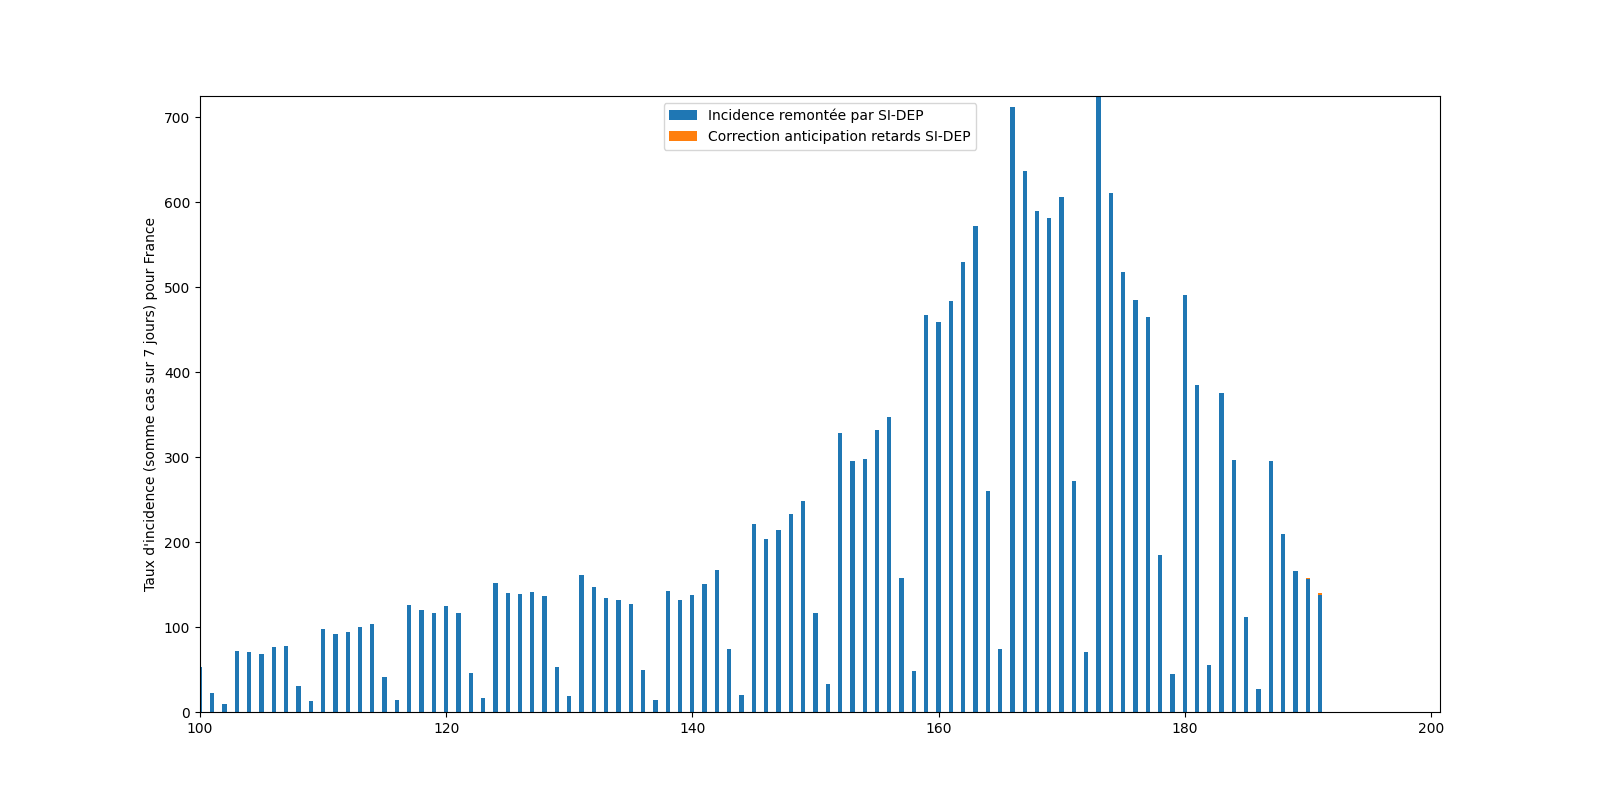 Incidence remontée par SI-DEP
Correction anticipation retards SI-DEP
Taux d'incidence (somme cas sur 7 jours) pour France
700
600
500
400
300
200
100
0
100 120 140 160 180 200